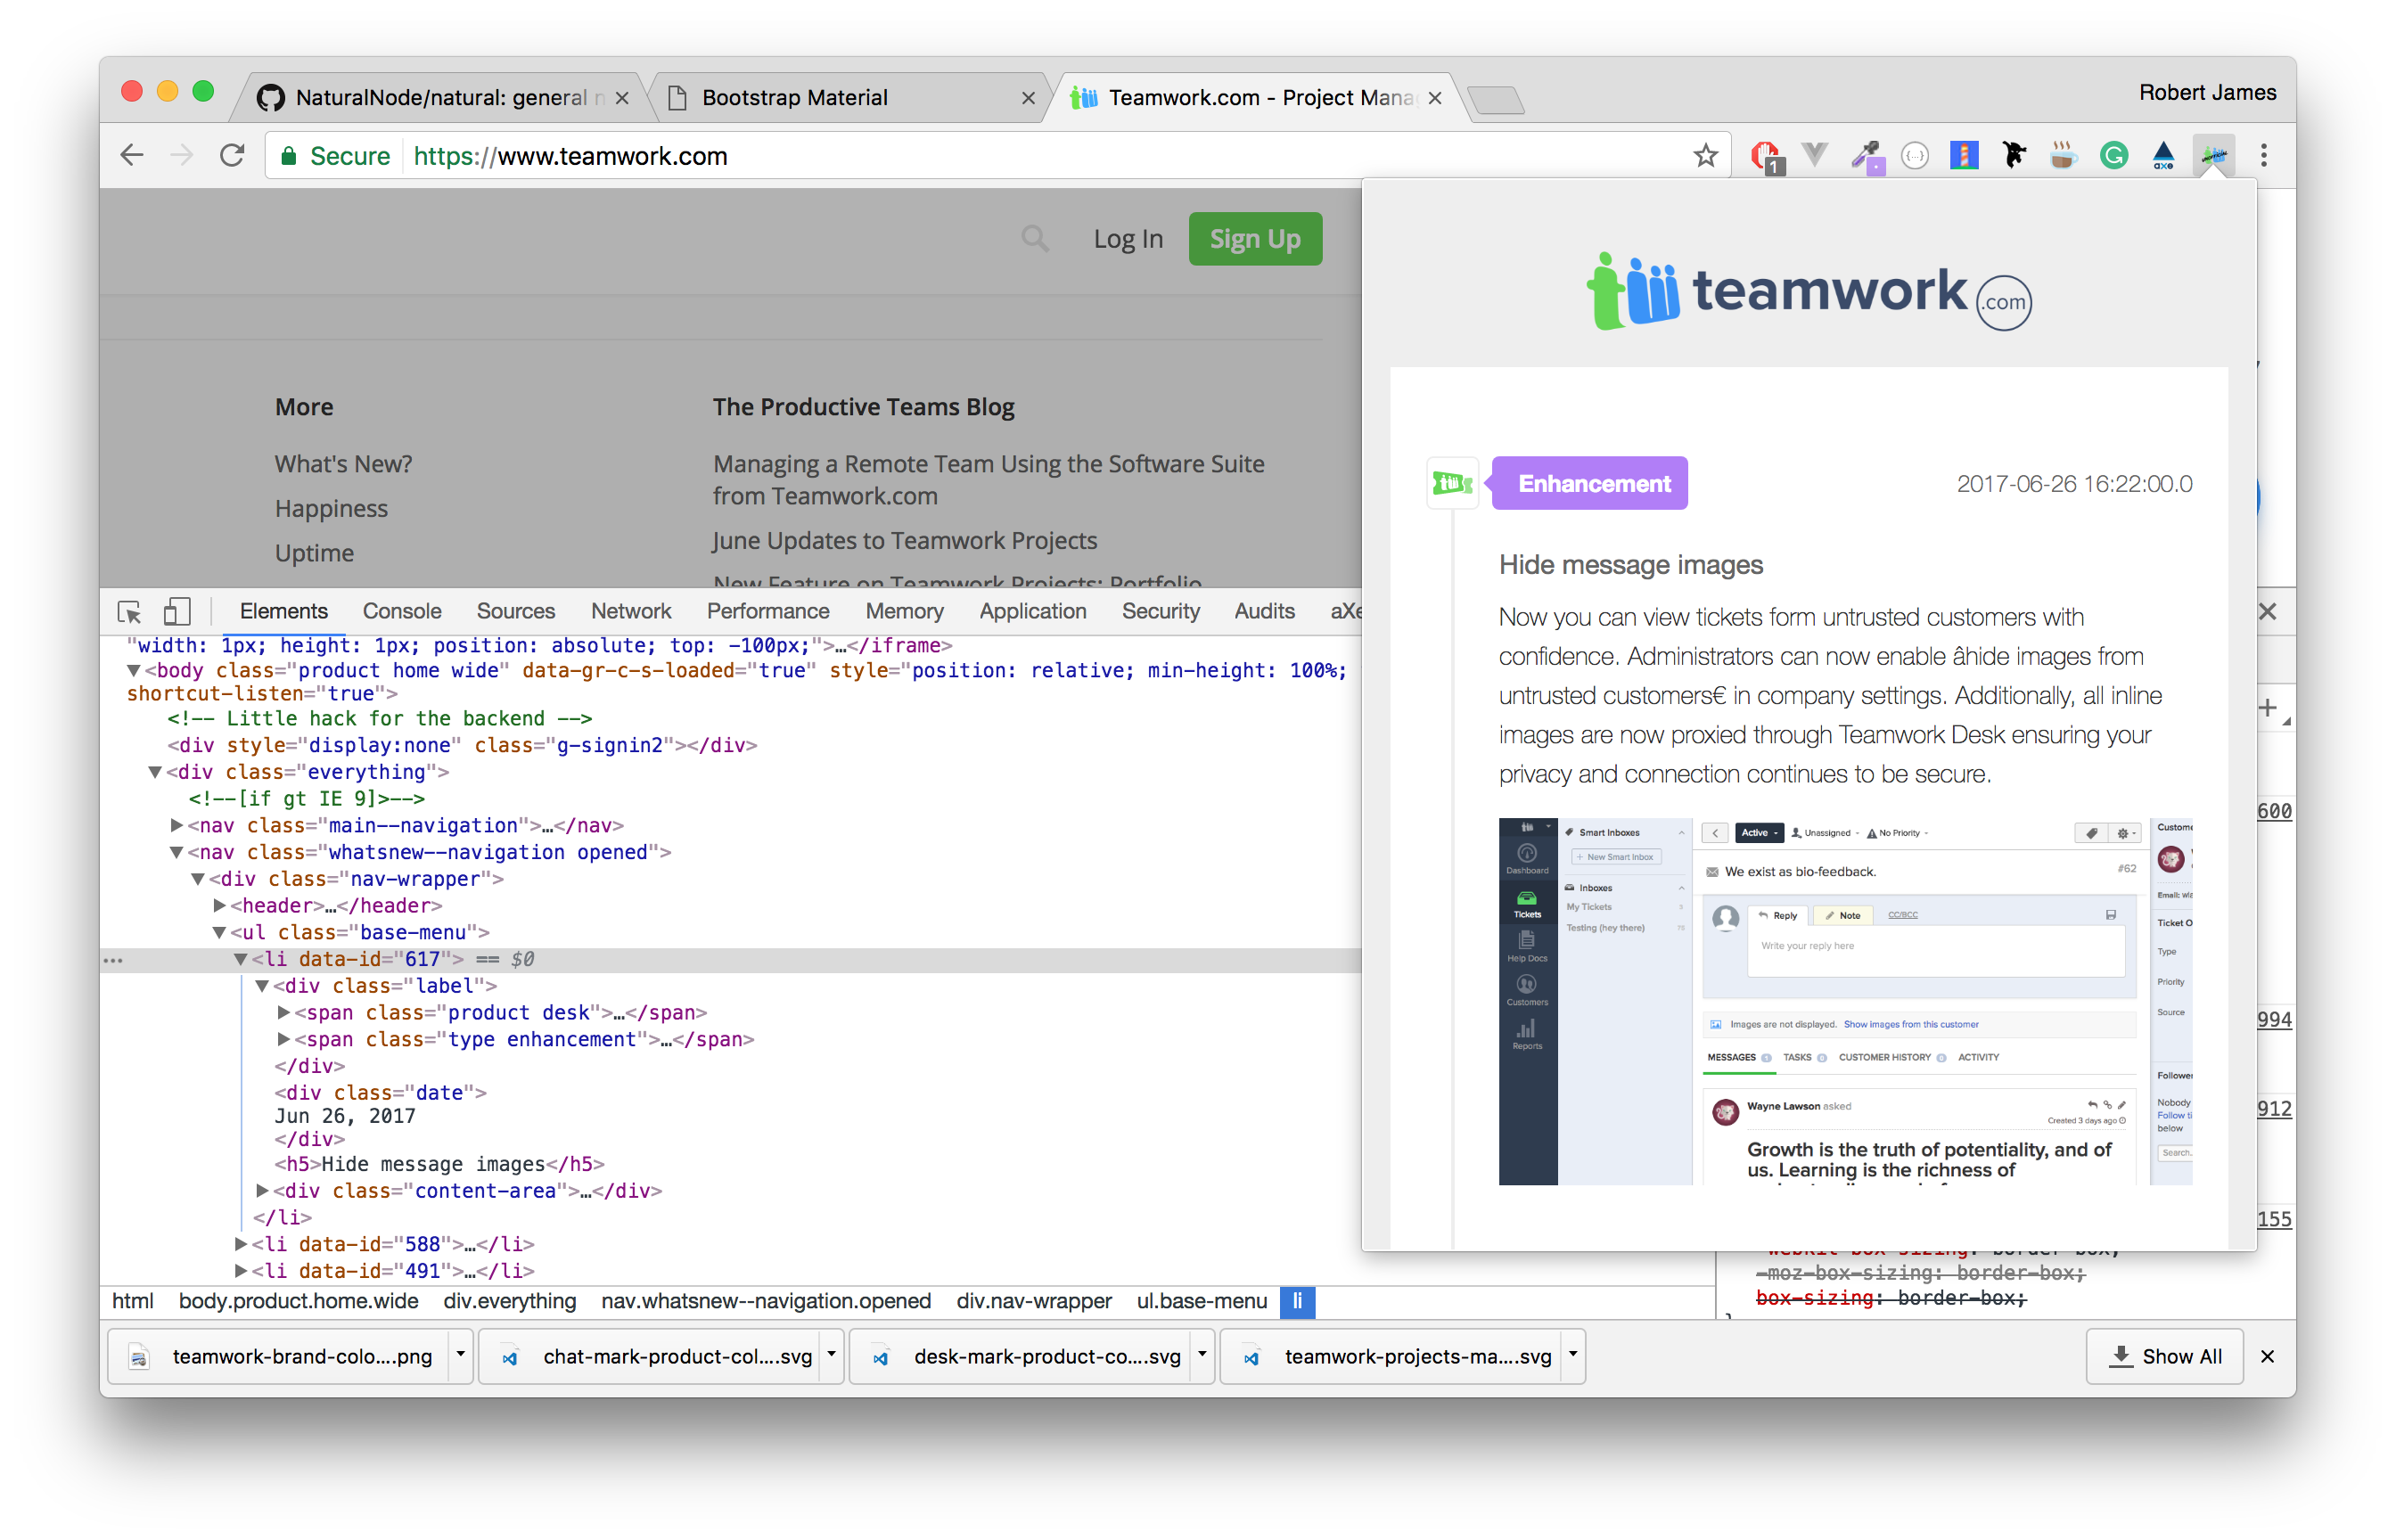 NaturalNode/natural: general n
Bootstrap Material
Teamwork.com - Project Mana
Robert James
Secure
https://www.teamwork.com
1
axe
Log In
Sign Up
More
What's New?
Happiness
Uptime
The Productive Teams Blog
Managing a Remote Team Using the Software Suite
from Teamwork.com
June Updates to Teamwork Projects
New Feature on Teamwork Projects: Portfolio
teamwork .com
Enhancement
2017-06-26 16:22:00.0
Hide message images
Now you can view tickets form untrusted customers with
confidence. Administrators can now enable âhide images from
untrusted customers€ in company settings. Additionally, all inline
images are now proxied through Teamwork Desk ensuring your
privacy and connection continues to be secure.
Dashboard
Tickets
Help Docs
Customers
Reports
Smart Inboxes
+ New Smart Inbox
Inboxes
My Tickets
Testing (hey there)
Active
Unassigned
No Priority
We exist as bio-feedback.
#62
Reply
Note
CC/BCC
Write your reply here
Images are not displayed. Show images from this customer
MESSAGES 1 TASKS 0 CUSTOMER HISTORY 0 ACTIVITY
Wayne Lawson asked
Created 3 days ago
Growth is the truth of potentiality, and of
us. Learning is the richness of
Custome
Email:
Ticket O
Type
Priority
Source
Follower
Nobody
Follow ti
below
Search..
Elements Console Sources Network Performance Memory Application Security Audits aXe
"width: 1px; height: 1px; position: absolute; top: -100px;">…</iframe>
<body class="product home wide" data-gr-c-s-loaded="true" style="position: relative; min-height: 100%;
shortcut-listen="true">
<!-- Little hack for the backend -->
<div style="display:none" class="g-signin2"></div>
<div class="everything">
<!--[if gt IE 9]>-->
<nav class="main--navigation">…</nav>
<nav class="whatsnew--navigation opened">
<div class="nav-wrapper">
<header>…</header>
<ul class="base-menu">
<li data-id="617"> == $0
<div class="label">
<span class="product desk">…</span>
<span class="type enhancement">…</span>
</div>
<div class="date">
Jun 26, 2017
</div>
<h5>Hide message images</h5>
<div class="content-area">…</div>
</li>
<li data-id="588">…</li>
<li data-id="491">…</li>
600
994
912
155
-webkit-box-sizing: border-box;
-moz-box-sizing: border-box;
box-sizing: border-box;
}
html body.product.home.wide div.everything nav.whatsnew--navigation.opened div.nav-wrapper ul.base-menu li
teamwork-brand-colo....png
chat-mark-product-col....svg
desk-mark-product-co....svg
teamwork-projects-ma....svg
Show All